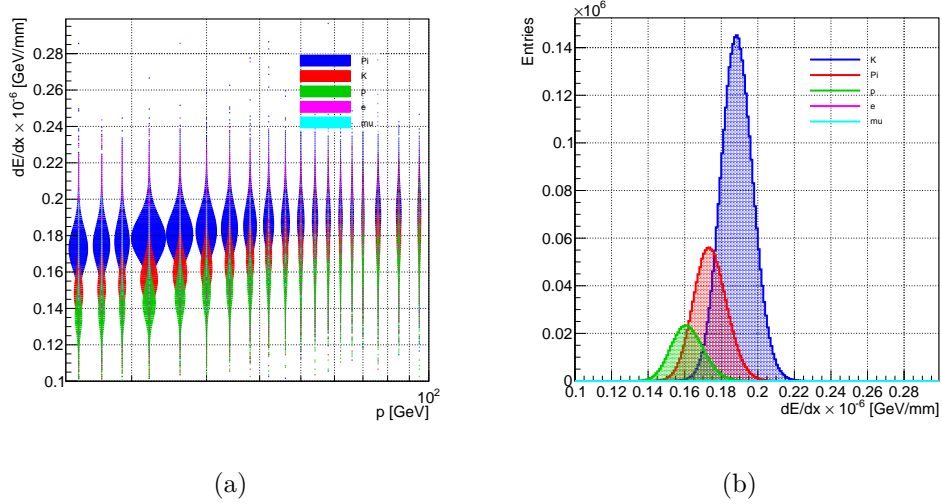 dE/dx × 10⁻⁶ [GeV/mm]
0.28
0.26
0.24
0.22
0.2
0.18
0.16
0.14
0.12
0.1
Pi
K
p
e
mu
10²
p [GeV]
(a)
×10⁶
Entries
0.14
0.12
0.1
0.08
0.06
0.04
0.02
0
K
Pi
p
e
mu
0.1 0.14 0.16 0.18 0.2 0.22 0.24 0.26 0.28
dE/dx × 10⁻⁶ [GeV/mm]
(b)